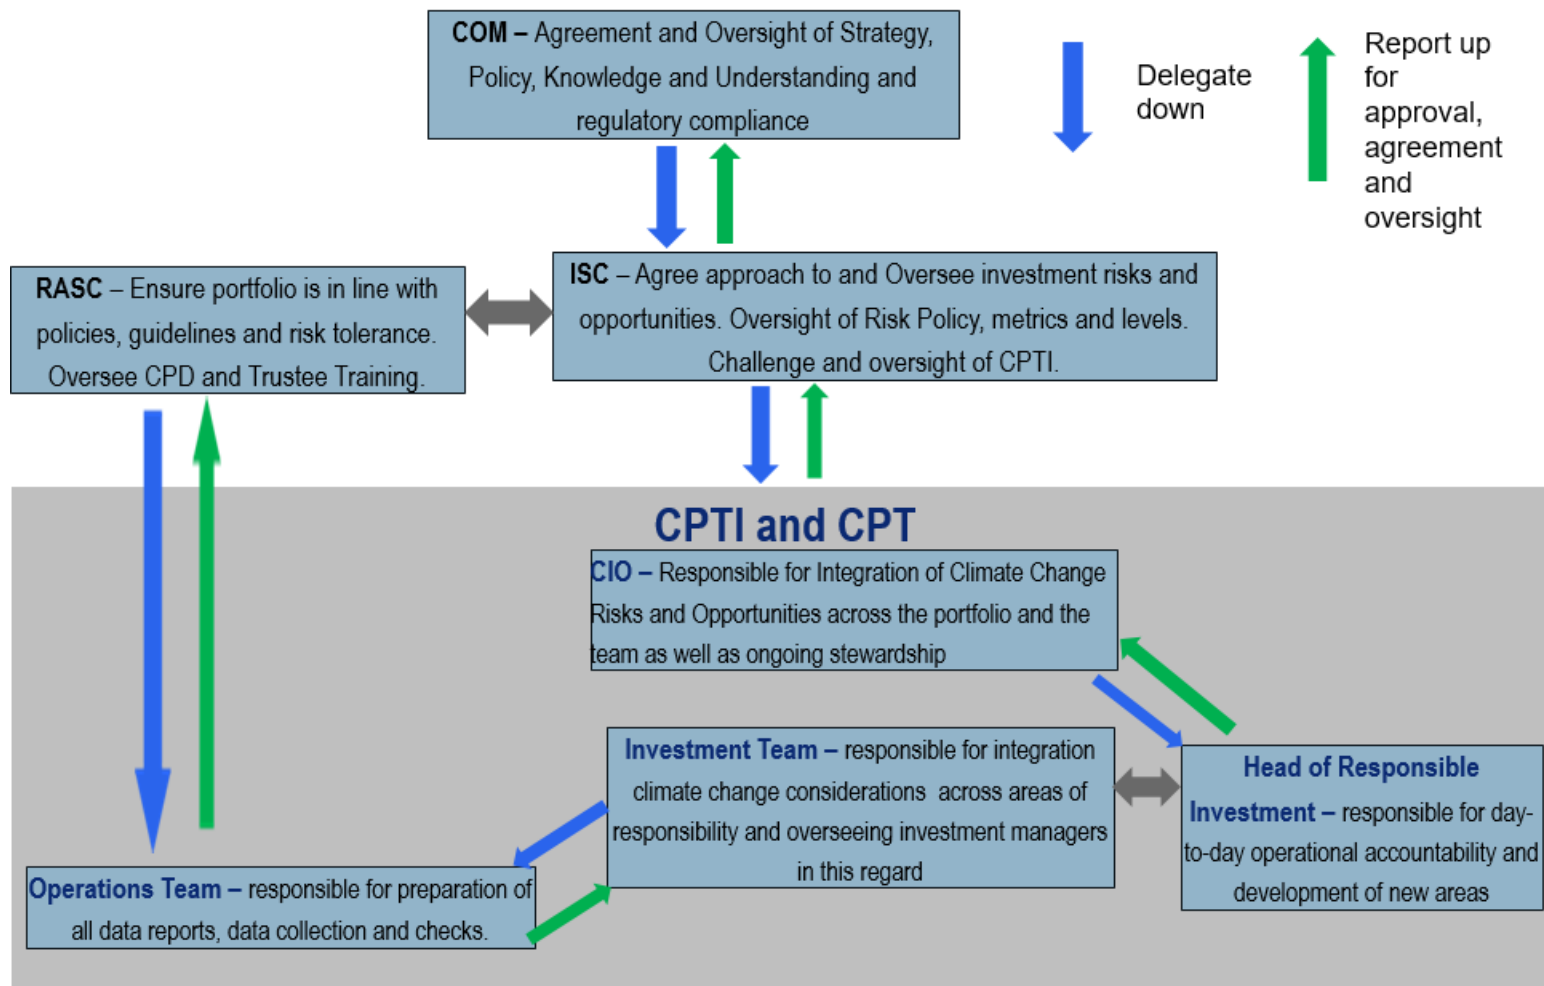 COM – Agreement and Oversight of Strategy,
Policy, Knowledge and Understanding and
regulatory compliance
Delegate
down
Report up
for
approval,
agreement
and
oversight
RASC – Ensure portfolio is in line with
policies, guidelines and risk tolerance.
Oversee CPD and Trustee Training.
ISC – Agree approach to and Oversee investment risks and
opportunities. Oversight of Risk Policy, metrics and levels.
Challenge and oversight of CPTI.
CPTI and CPT
CIO – Responsible for Integration of Climate Change
Risks and Opportunities across the portfolio and the
team as well as ongoing stewardship
Investment Team – responsible for integration
climate change considerations across areas of
responsibility and overseeing investment managers
in this regard
Head of Responsible
Investment – responsible for day-
to-day operational accountability and
development of new areas
Operations Team – responsible for preparation of
all data reports, data collection and checks.